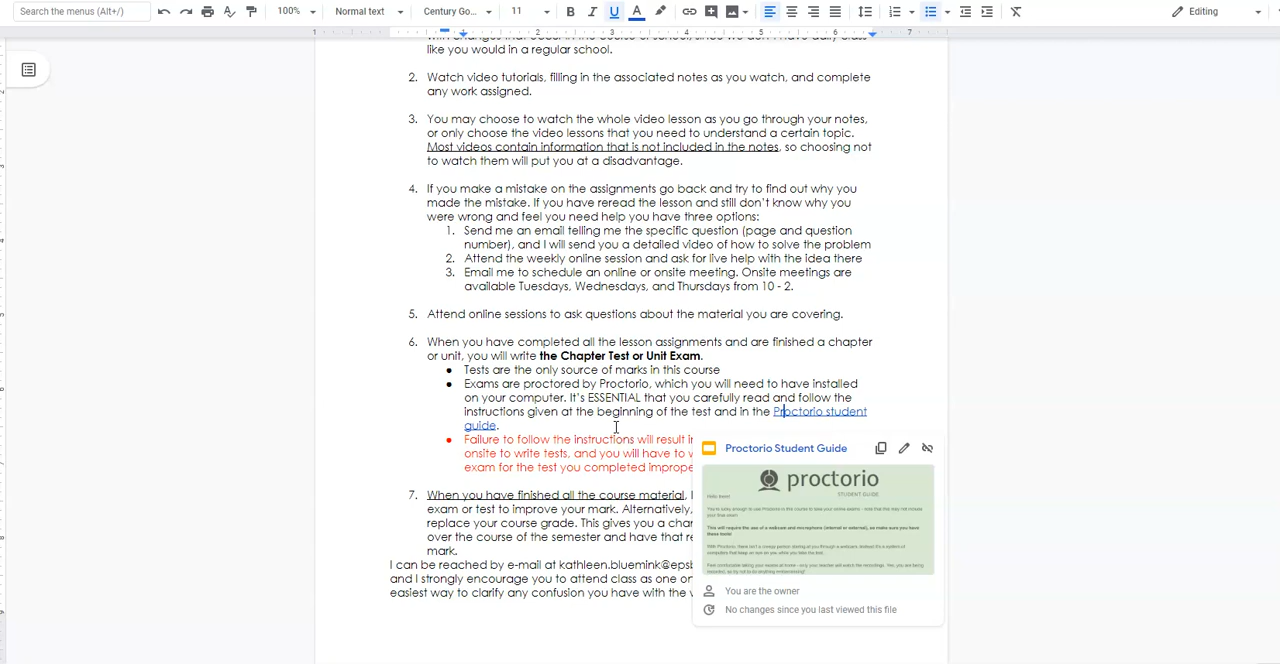 Search the menus (Alt+/)
100%
Normal text
Century Go...
11
B I U A
Editing
1 1 2 3 4 5 6 7
like you would in a regular school.
2. Watch video tutorials, filling in the associated notes as you watch, and complete
any work assigned.
3. You may choose to watch the whole video lesson as you go through your notes,
or only choose the video lessons that you need to understand a certain topic.
Most videos contain information that is not included in the notes, so choosing not
to watch them will put you at a disadvantage.
4. If you make a mistake on the assignments go back and try to find out why you
made the mistake. If you have reread the lesson and still don't know why you
were wrong and feel you need help you have three options:
1. Send me an email telling me the specific question (page and question
number), and I will send you a detailed video of how to solve the problem
2. Attend the weekly online session and ask for live help with the idea there
3. Email me to schedule an online or onsite meeting. Onsite meetings are
available Tuesdays, Wednesdays, and Thursdays from 10 - 2.
5. Attend online sessions to ask questions about the material you are covering.
6. When you have completed all the lesson assignments and are finished a chapter
or unit, you will write the Chapter Test or Unit Exam.
● Tests are the only source of marks in this course
● Exams are proctored by Proctorio, which you will need to have installed
on your computer. It's ESSENTIAL that you carefully read and follow the
instructions given at the beginning of the test and in the Proctorio student
guide.
● Failure to follow the instructions will result in
onsite to write tests, and you will have to
exam for the test you completed
7. When you have finished all the course material,
exam or test to improve your mark. Alternatively,
replace your course grade. This gives you a
over the course of the semester and have that
mark.
I can be reached by e-mail at kathleen.bluemink@epsb
and I strongly encourage you to attend class as one
easiest way to clarify any confusion you have with the
Proctorio Student Guide
proctorio
STUDENT GUIDE
You are the owner
No changes since you last viewed this file